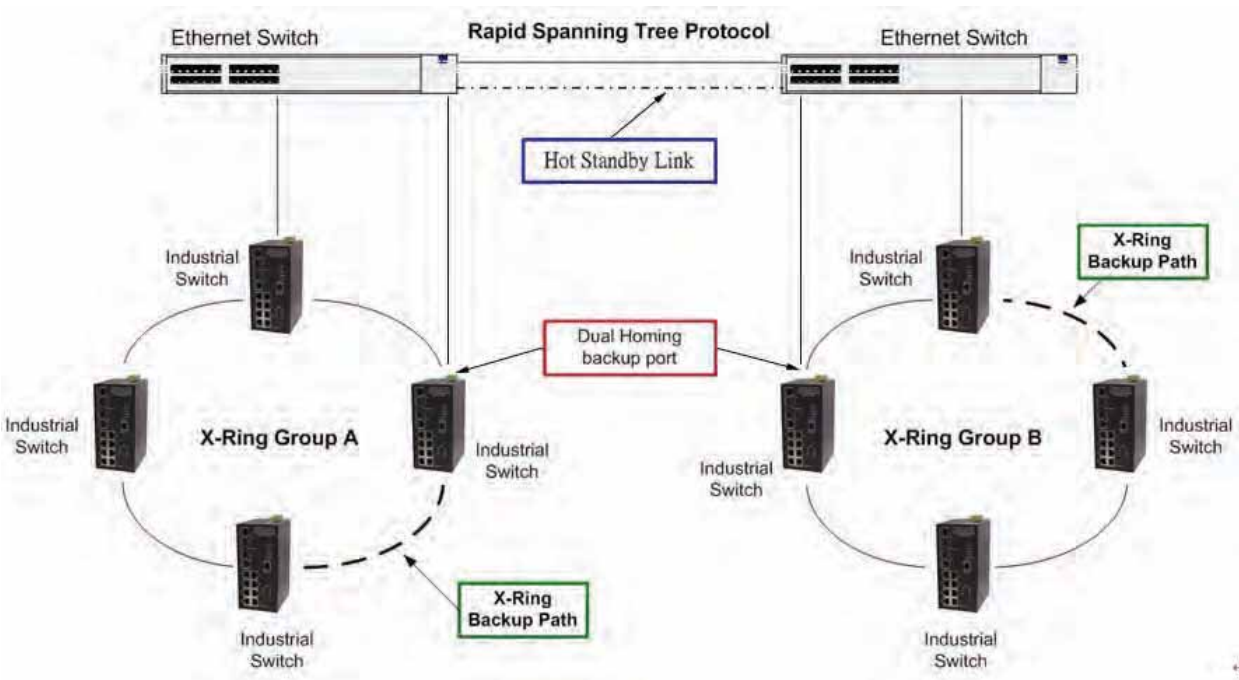 Ethernet Switch
Rapid Spanning Tree Protocol
Ethernet Switch
Hot Standby Link
Industrial
Switch
Industrial
Switch
X-Ring
Backup Path
Dual Homing
backup port
Industrial
Switch
X-Ring Group A
Industrial
Switch
Industrial
Switch
X-Ring Group B
Industrial
Switch
X-Ring
Backup Path
Industrial
Switch
Industrial
Switch